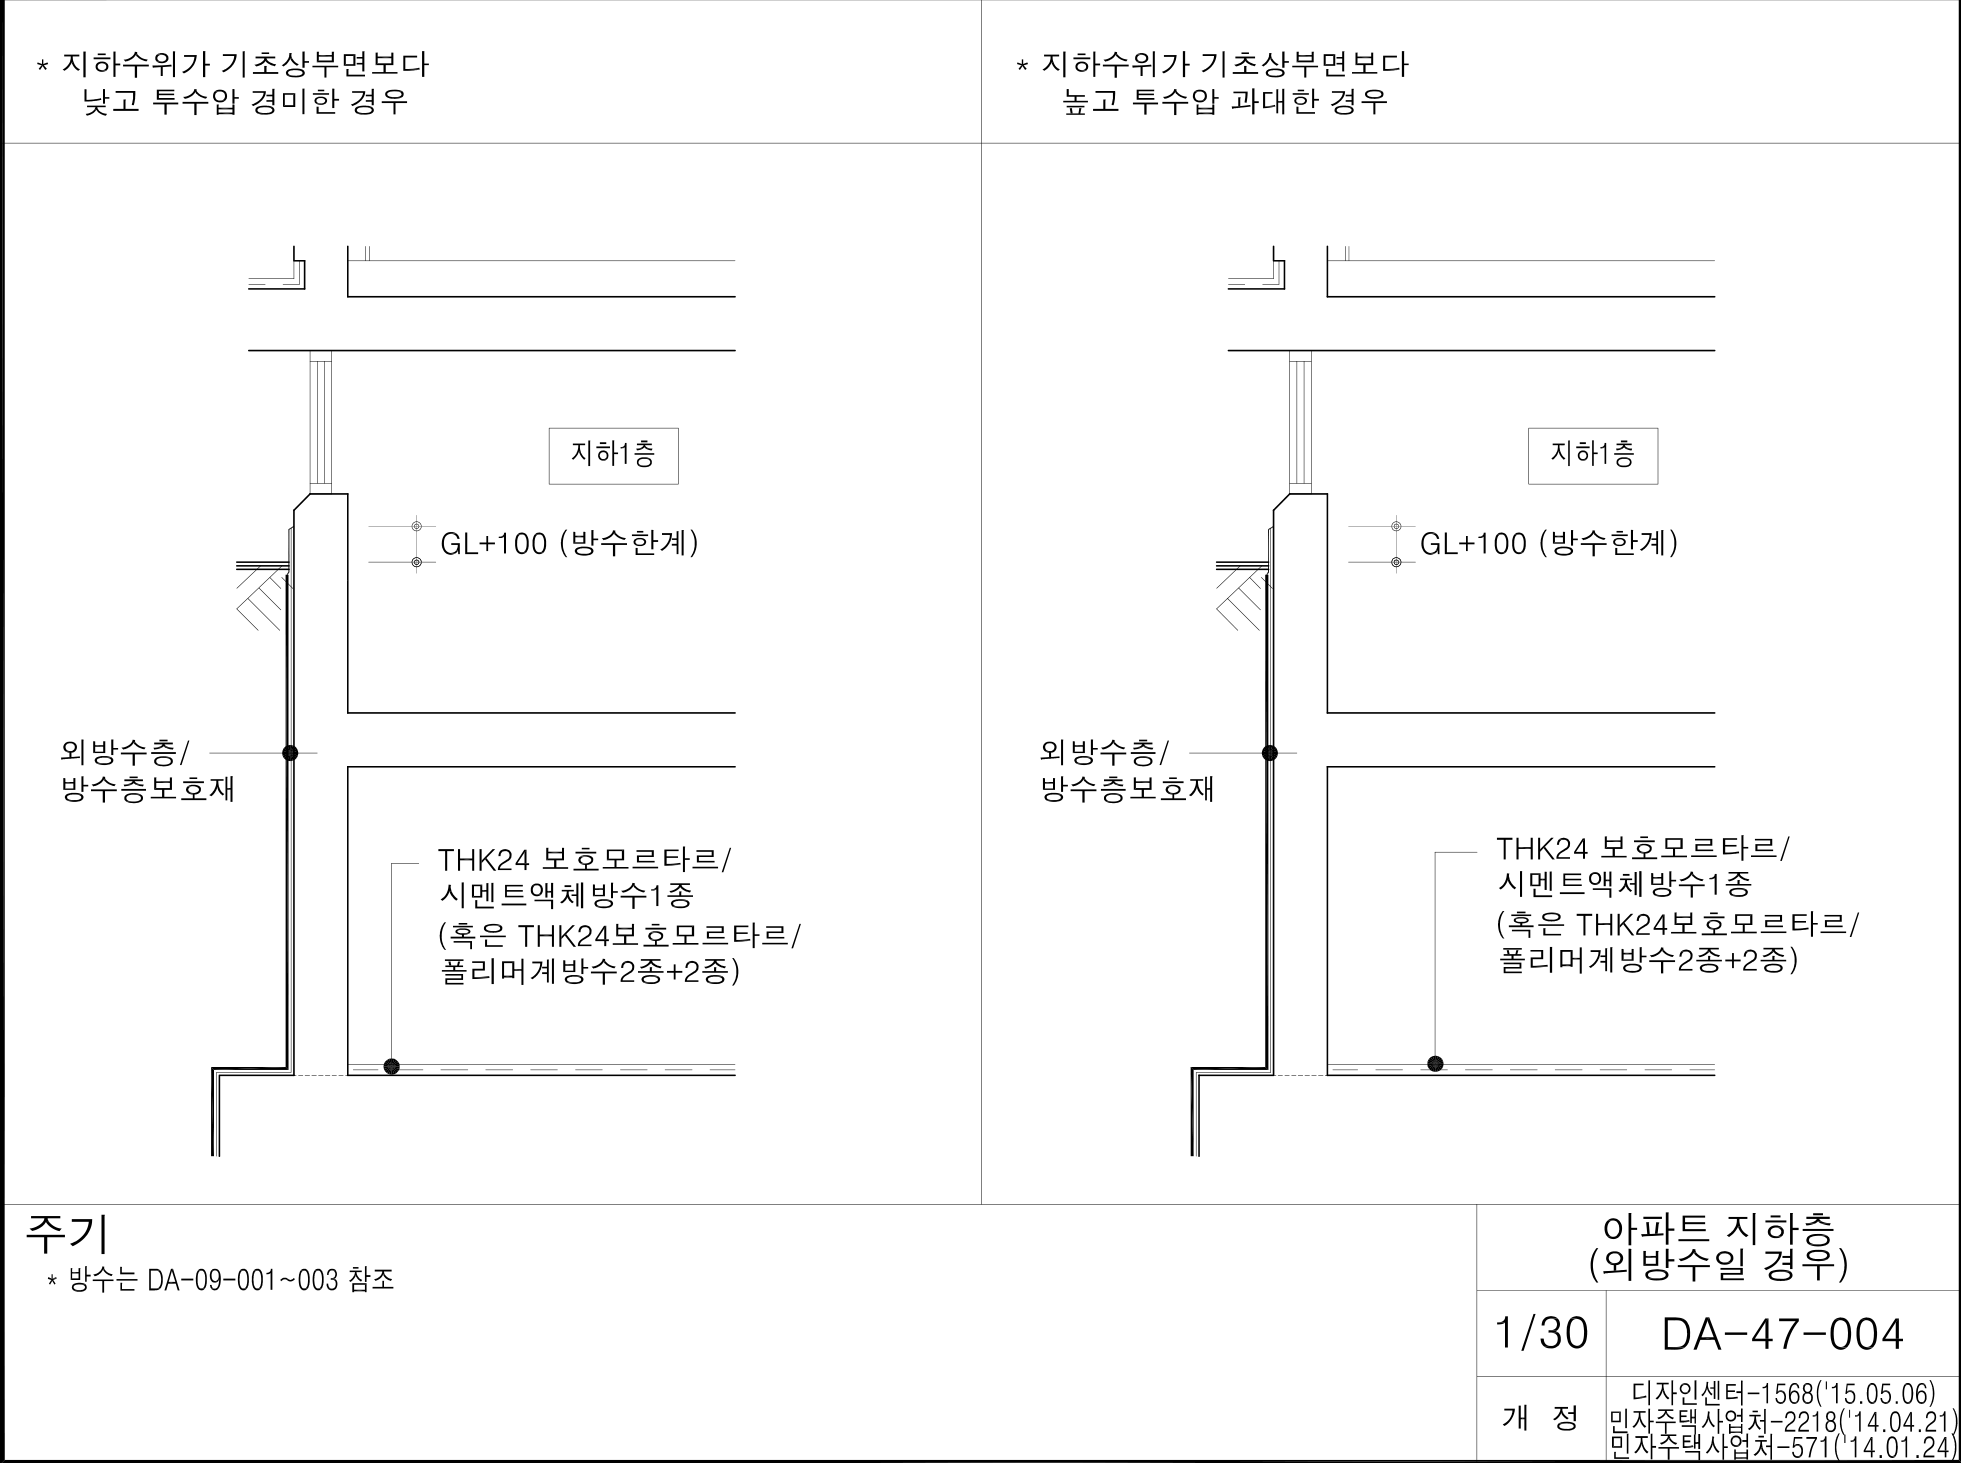 * 지하수위가 기초상부면보다
낮고 투수압 경미한 경우
* 지하수위가 기초상부면보다
높고 투수압 과대한 경우
지하1층
GL+100 (방수한계)
외방수층/
방수층보호재
THK24 보호모르타르/
시멘트액체방수1종
(혹은 THK24보호모르타르/
폴리머계방수2종+2종)
지하1층
GL+100 (방수한계)
외방수층/
방수층보호재
THK24 보호모르타르/
시멘트액체방수1종
(혹은 THK24보호모르타르/
폴리머계방수2종+2종)
주기
* 방수는 DA-09-001~003 참조
아파트 지하층
(외방수일 경우)
1/30
DA-47-004
개 정
디자인센터-1568('15.05.06)
민자주택사업처-2218('14.04.21)
민자주택사업처-571('14.01.24)